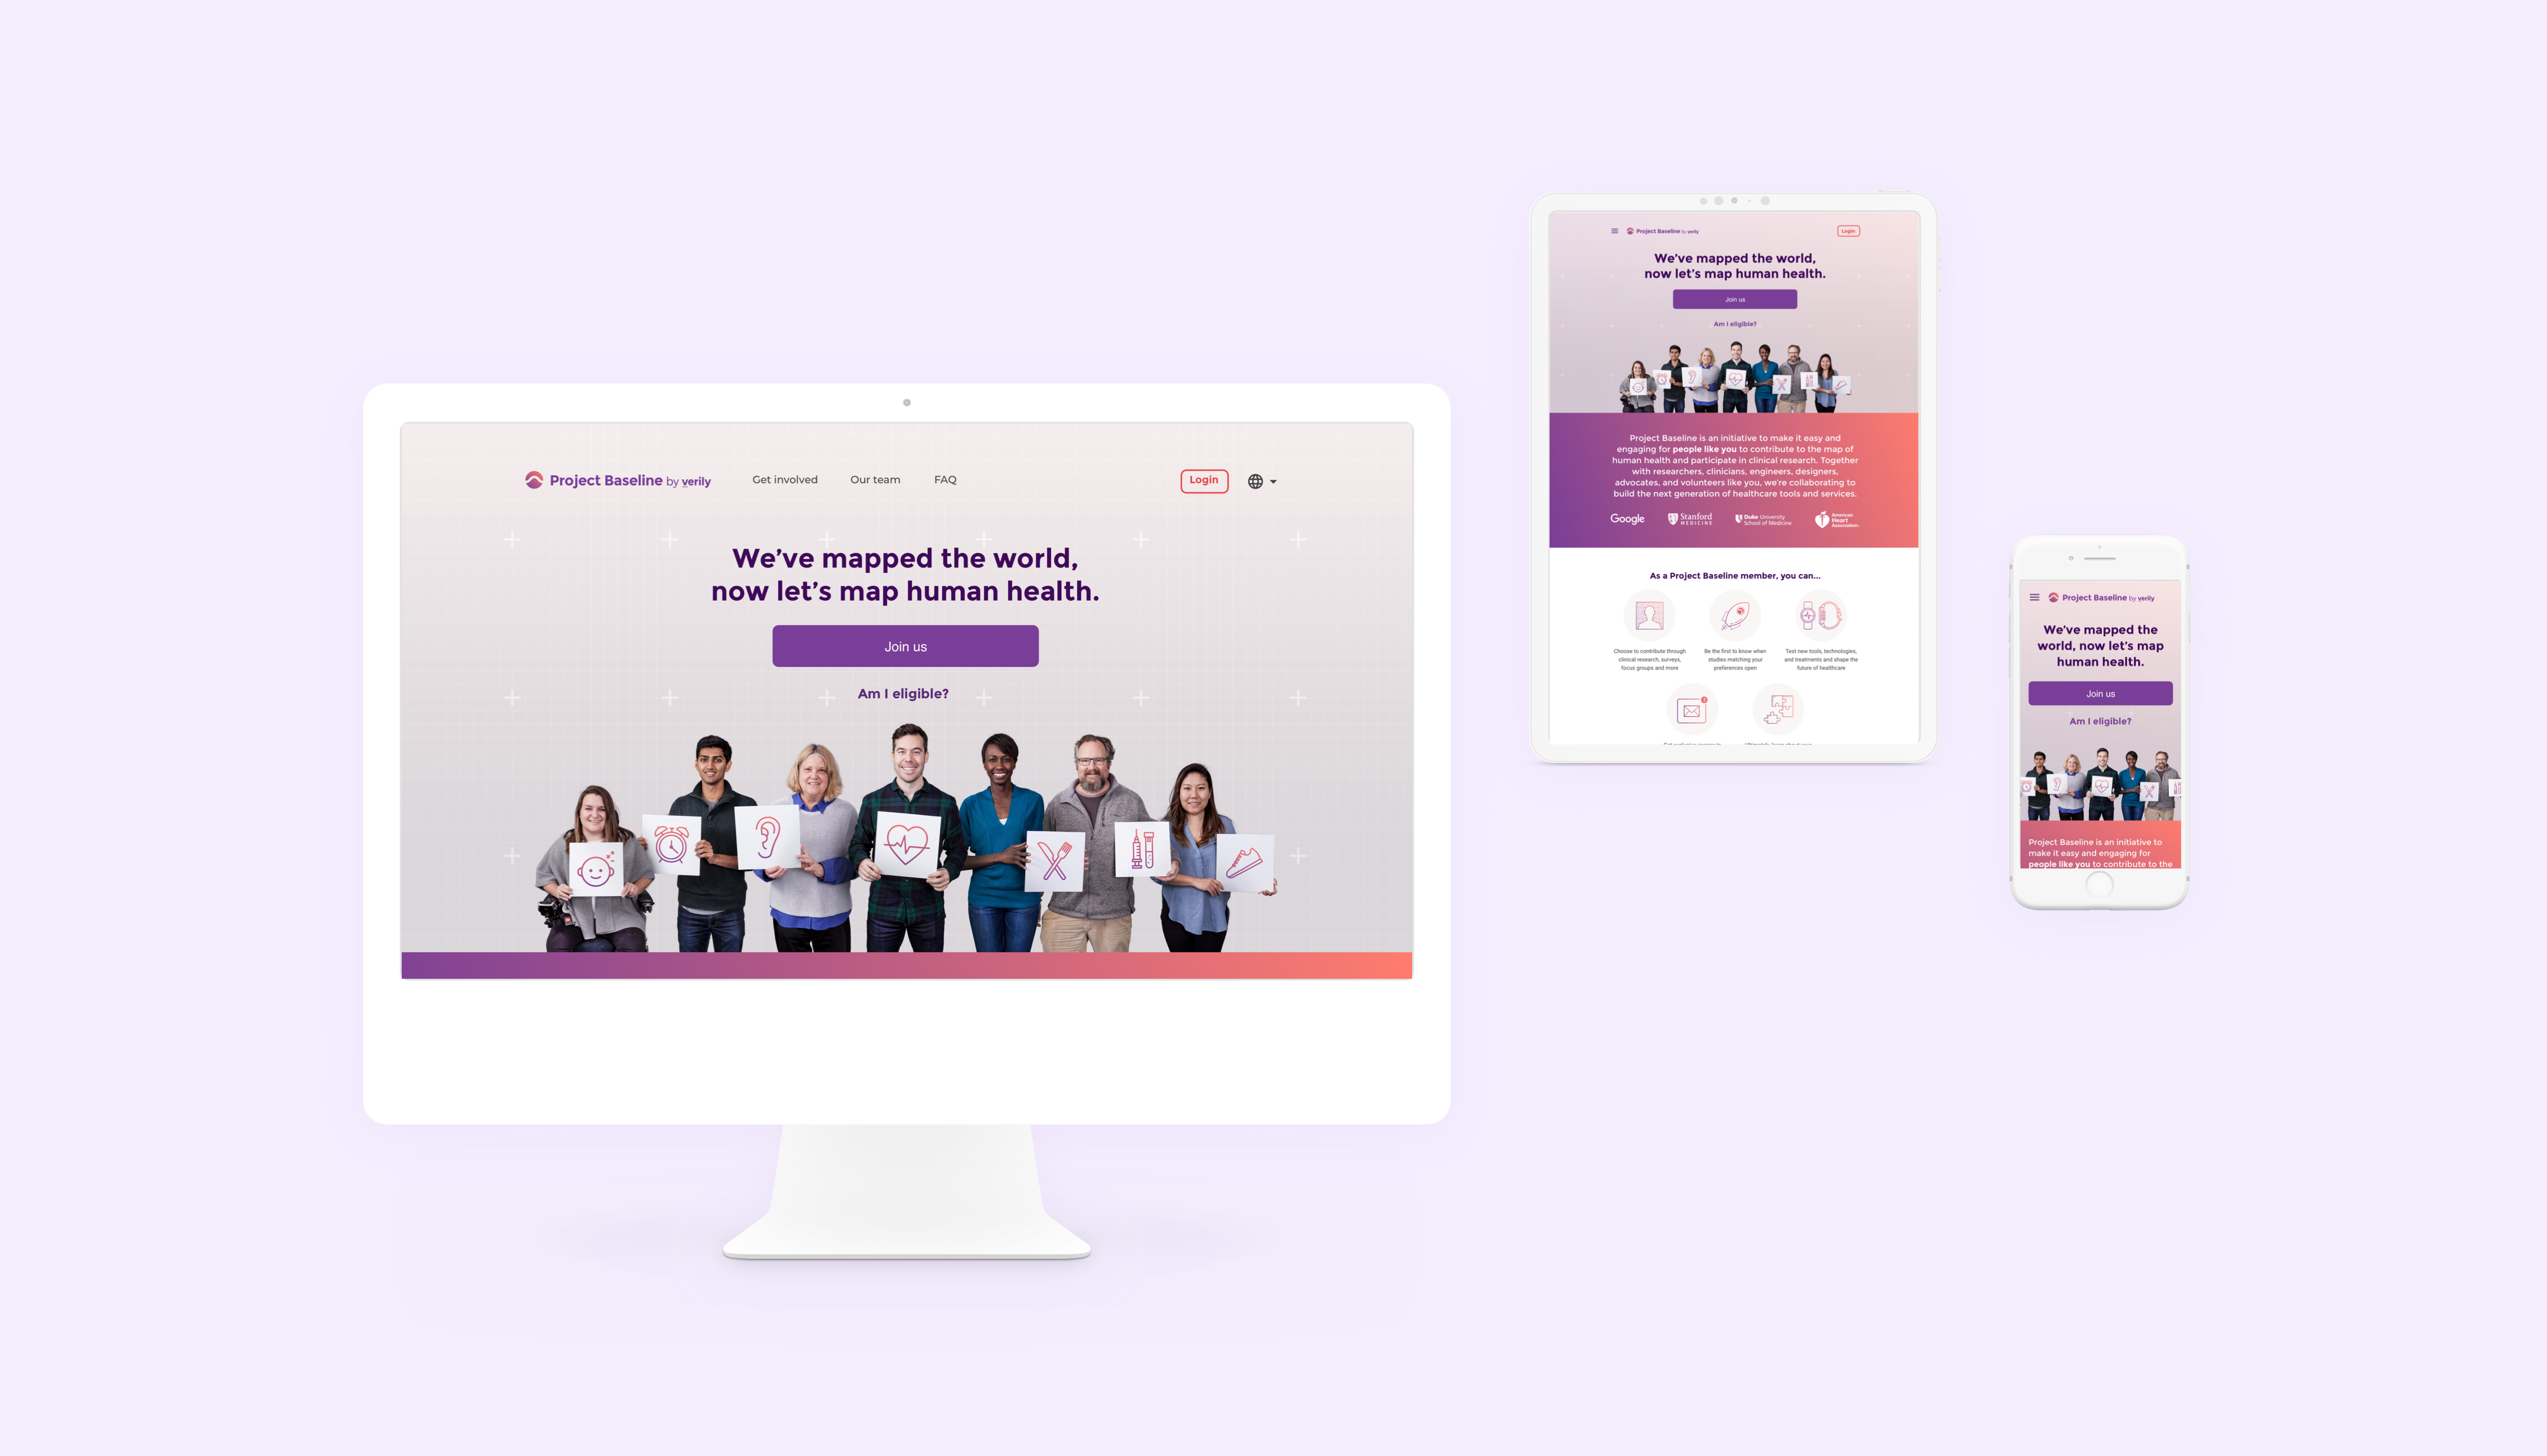 Project Baseline by verily
Get involved
Our team
FAQ
Login
We’ve mapped the world,
now let’s map human health.
Join us
Am I eligible?
Project Baseline by verily
Login
We’ve mapped the world,
now let’s map human health.
Join us
Am I eligible?
Project Baseline is an initiative to make it easy and
engaging for people like you to contribute to the map of
human health and participate in clinical research. Together
with researchers, clinicians, engineers, designers,
advocates, and volunteers like you, we’re collaborating to
build the next generation of healthcare tools and services.
Google
Stanford
MEDICINE
Duke University
School of Medicine
American
Heart
Association.
As a Project Baseline member, you can...
Choose to contribute through
clinical research, surveys,
focus groups and more
Be the first to know when
studies matching your
preferences open
Test new tools, technologies,
and treatments and shape the
future of healthcare
Project Baseline by verily
We’ve mapped the
world, now let’s map
human health.
Join us
Am I eligible?
Project Baseline is an initiative to
make it easy and engaging for
people like you to contribute to the